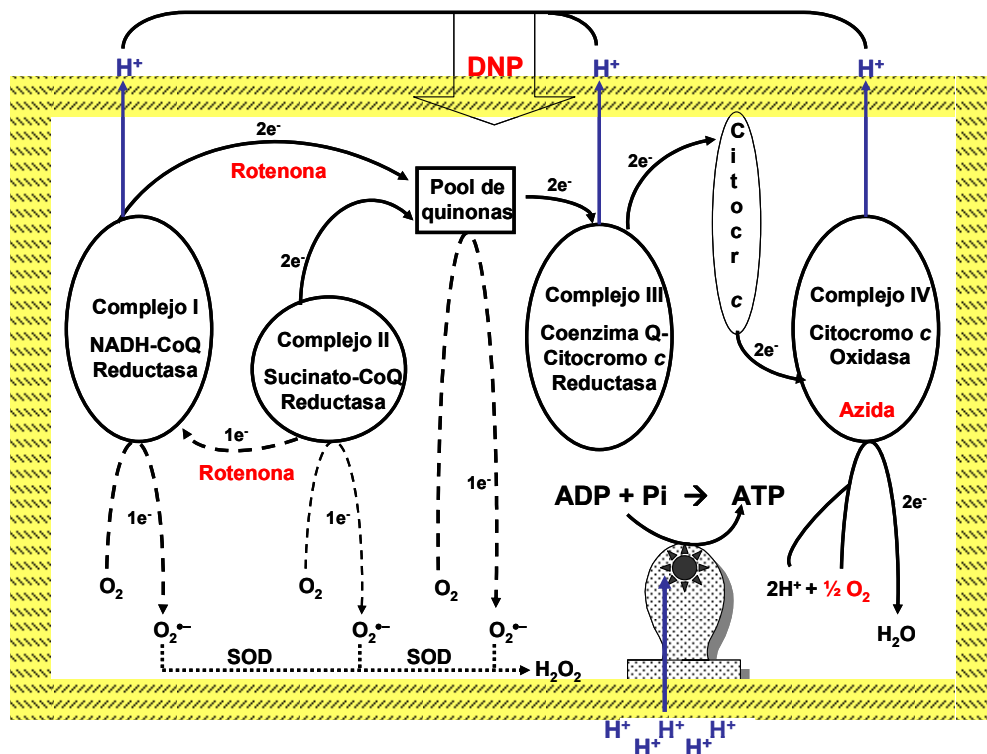 H⁺
DNP
H⁺
H⁺
2e⁻
Rotenona
Pool de
quinonas
2e⁻
2e⁻
2e⁻
Citocr c
2e⁻
Complejo I
NADH-CoQ
Reductasa
Complejo II
Sucinato-CoQ
Reductasa
Complejo III
Coenzima Q-
Citocromo c
Reductasa
Complejo IV
Citocromo c
Oxidasa
Azida
1e⁻
Rotenona
1e⁻
1e⁻
1e⁻
ADP + Pi → ATP
2e⁻
O₂
O₂
O₂
2H⁺ + ½ O₂
H₂O
O₂•–
O₂•–
O₂•–
SOD
SOD
H₂O₂
H⁺ H⁺ H⁺
H⁺ H⁺